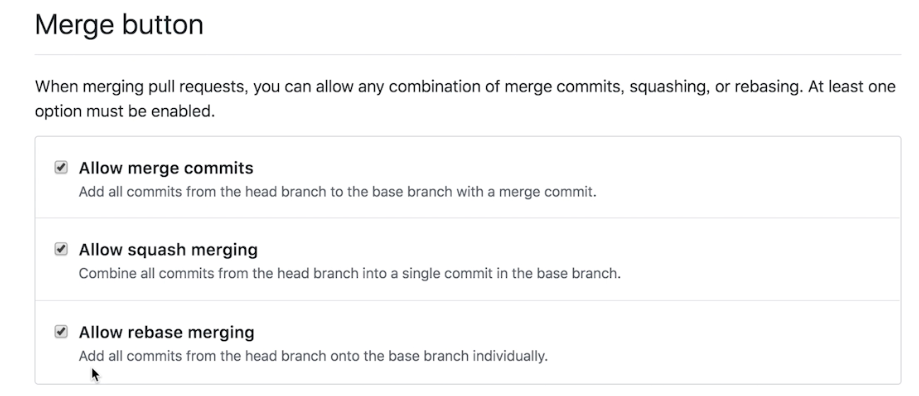 Merge button
When merging pull requests, you can allow any combination of merge commits, squashing, or rebasing. At least one
option must be enabled.
Allow merge commits
Add all commits from the head branch to the base branch with a merge commit.
Allow squash merging
Combine all commits from the head branch into a single commit in the base branch.
Allow rebase merging
Add all commits from the head branch onto the base branch individually.